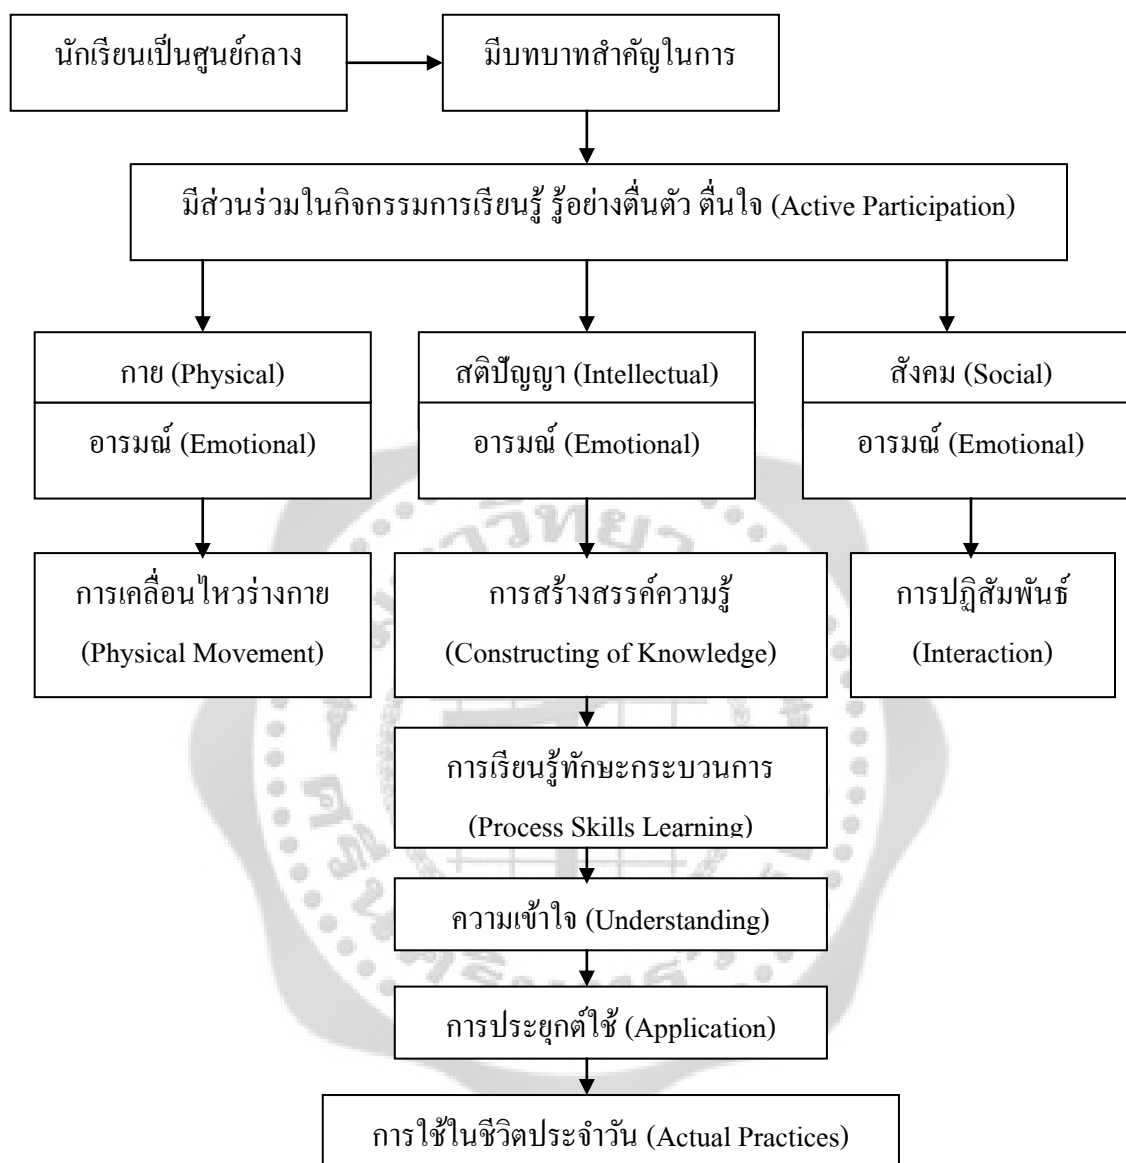 นักเรียนเป็นศูนย์กลาง
มีบทบาทสำคัญในการ
มีส่วนร่วมในกิจกรรมการเรียนรู้ รู้อย่างตื่นตัว ตื่นใจ (Active Participation)
กาย (Physical)
สติปัญญา (Intellectual)
สังคม (Social)
อารมณ์ (Emotional)
อารมณ์ (Emotional)
อารมณ์ (Emotional)
การเคลื่อนไหวร่างกาย
(Physical Movement)
การสร้างสรรค์ความรู้
(Constructing of Knowledge)
การปฏิสัมพันธ์
(Interaction)
การเรียนรู้ทักษะกระบวนการ
(Process Skills Learning)
ความเข้าใจ (Understanding)
การประยุกต์ใช้ (Application)
การใช้ในชีวิตประจำวัน (Actual Practices)